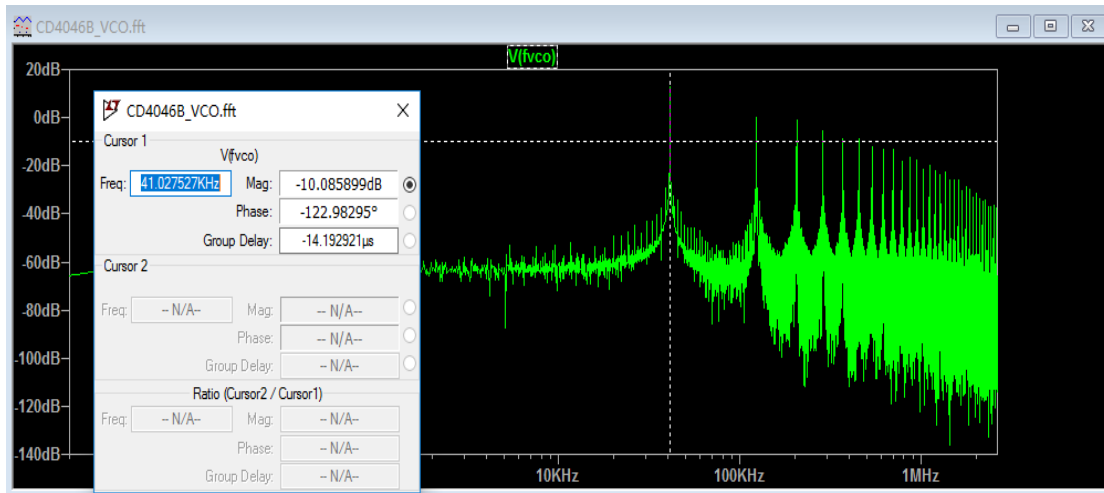 CD4046B_VCO.fft
V(fvco)
20dB
0dB
-20dB
-40dB
-60dB
-80dB
-100dB
-120dB
-140dB
CD4046B_VCO.fft
Cursor 1
V(fvco)
Freq: 41.027527KHz Mag: -10.085899dB
Phase: -122.98295°
Group Delay: -14.192921µs
Cursor 2
Freq: -- N/A-- Mag: -- N/A--
Phase: -- N/A--
Group Delay: -- N/A--
Ratio (Cursor2 / Cursor1)
Freq: -- N/A-- Mag: -- N/A--
Phase: -- N/A--
Group Delay: -- N/A--
10KHz 100KHz 1MHz